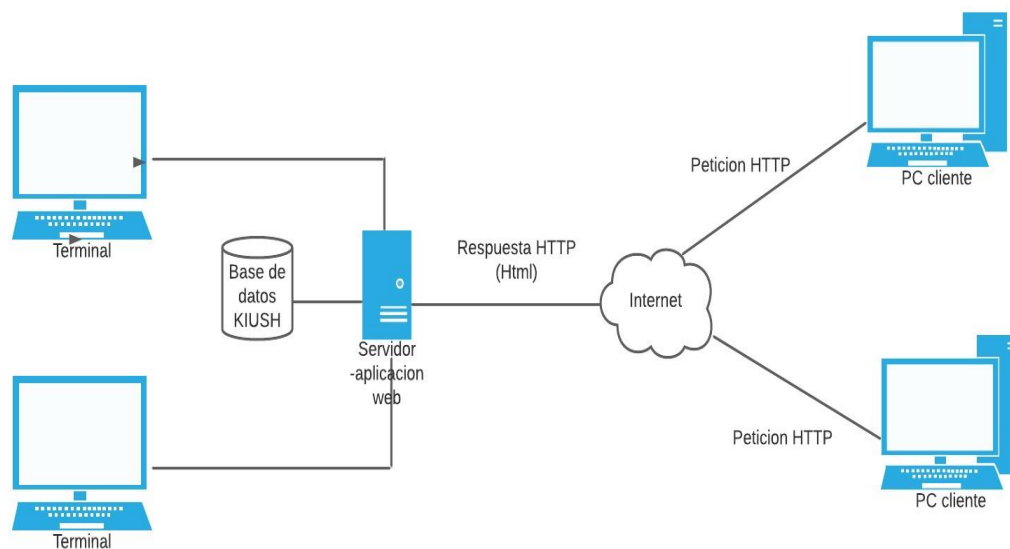 Peticion HTTP
PC cliente
Terminal
Base de
datos
KIUSH
Respuesta HTTP
(Html)
Internet
Servidor
-aplicacion
web
Peticion HTTP
PC cliente
Terminal